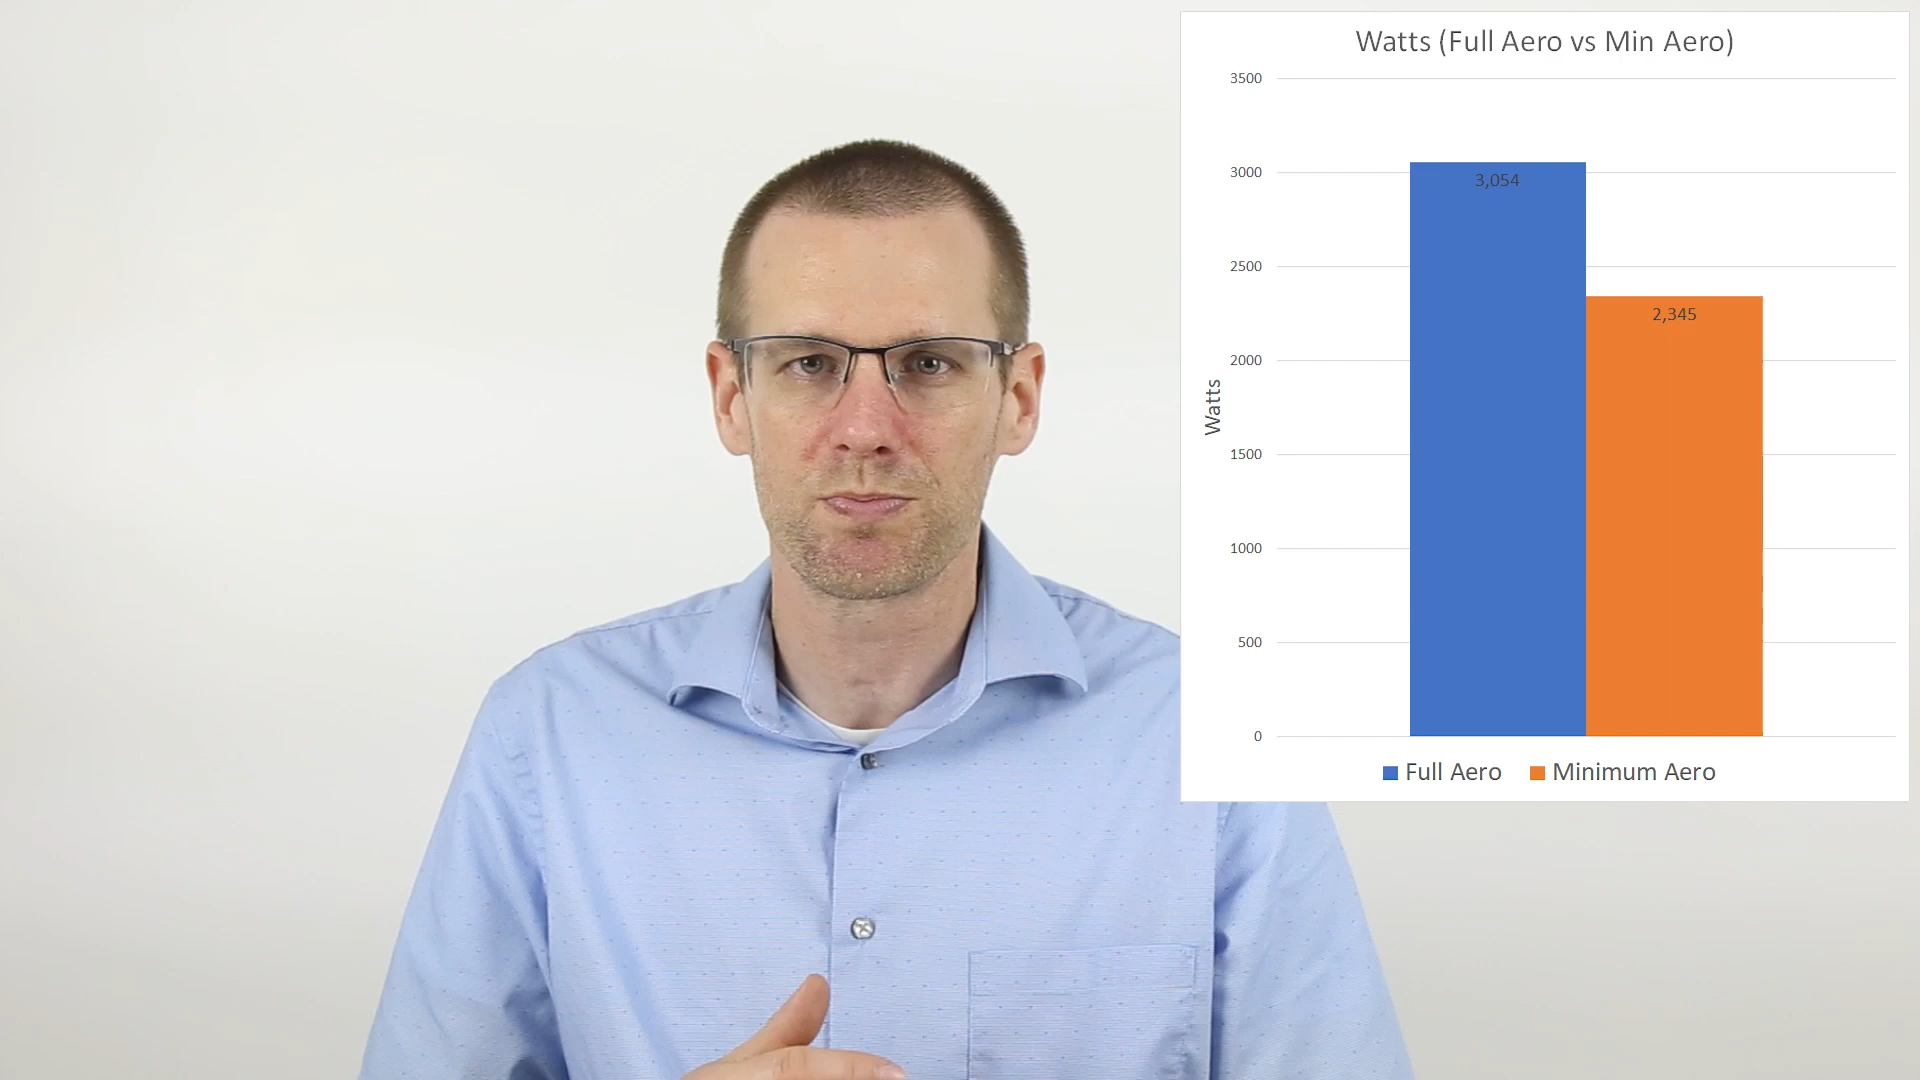 Watts (Full Aero vs Min Aero)
3500
3000
2500
2000
1500
1000
500
0
Watts
3,054
2,345
Full Aero
Minimum Aero